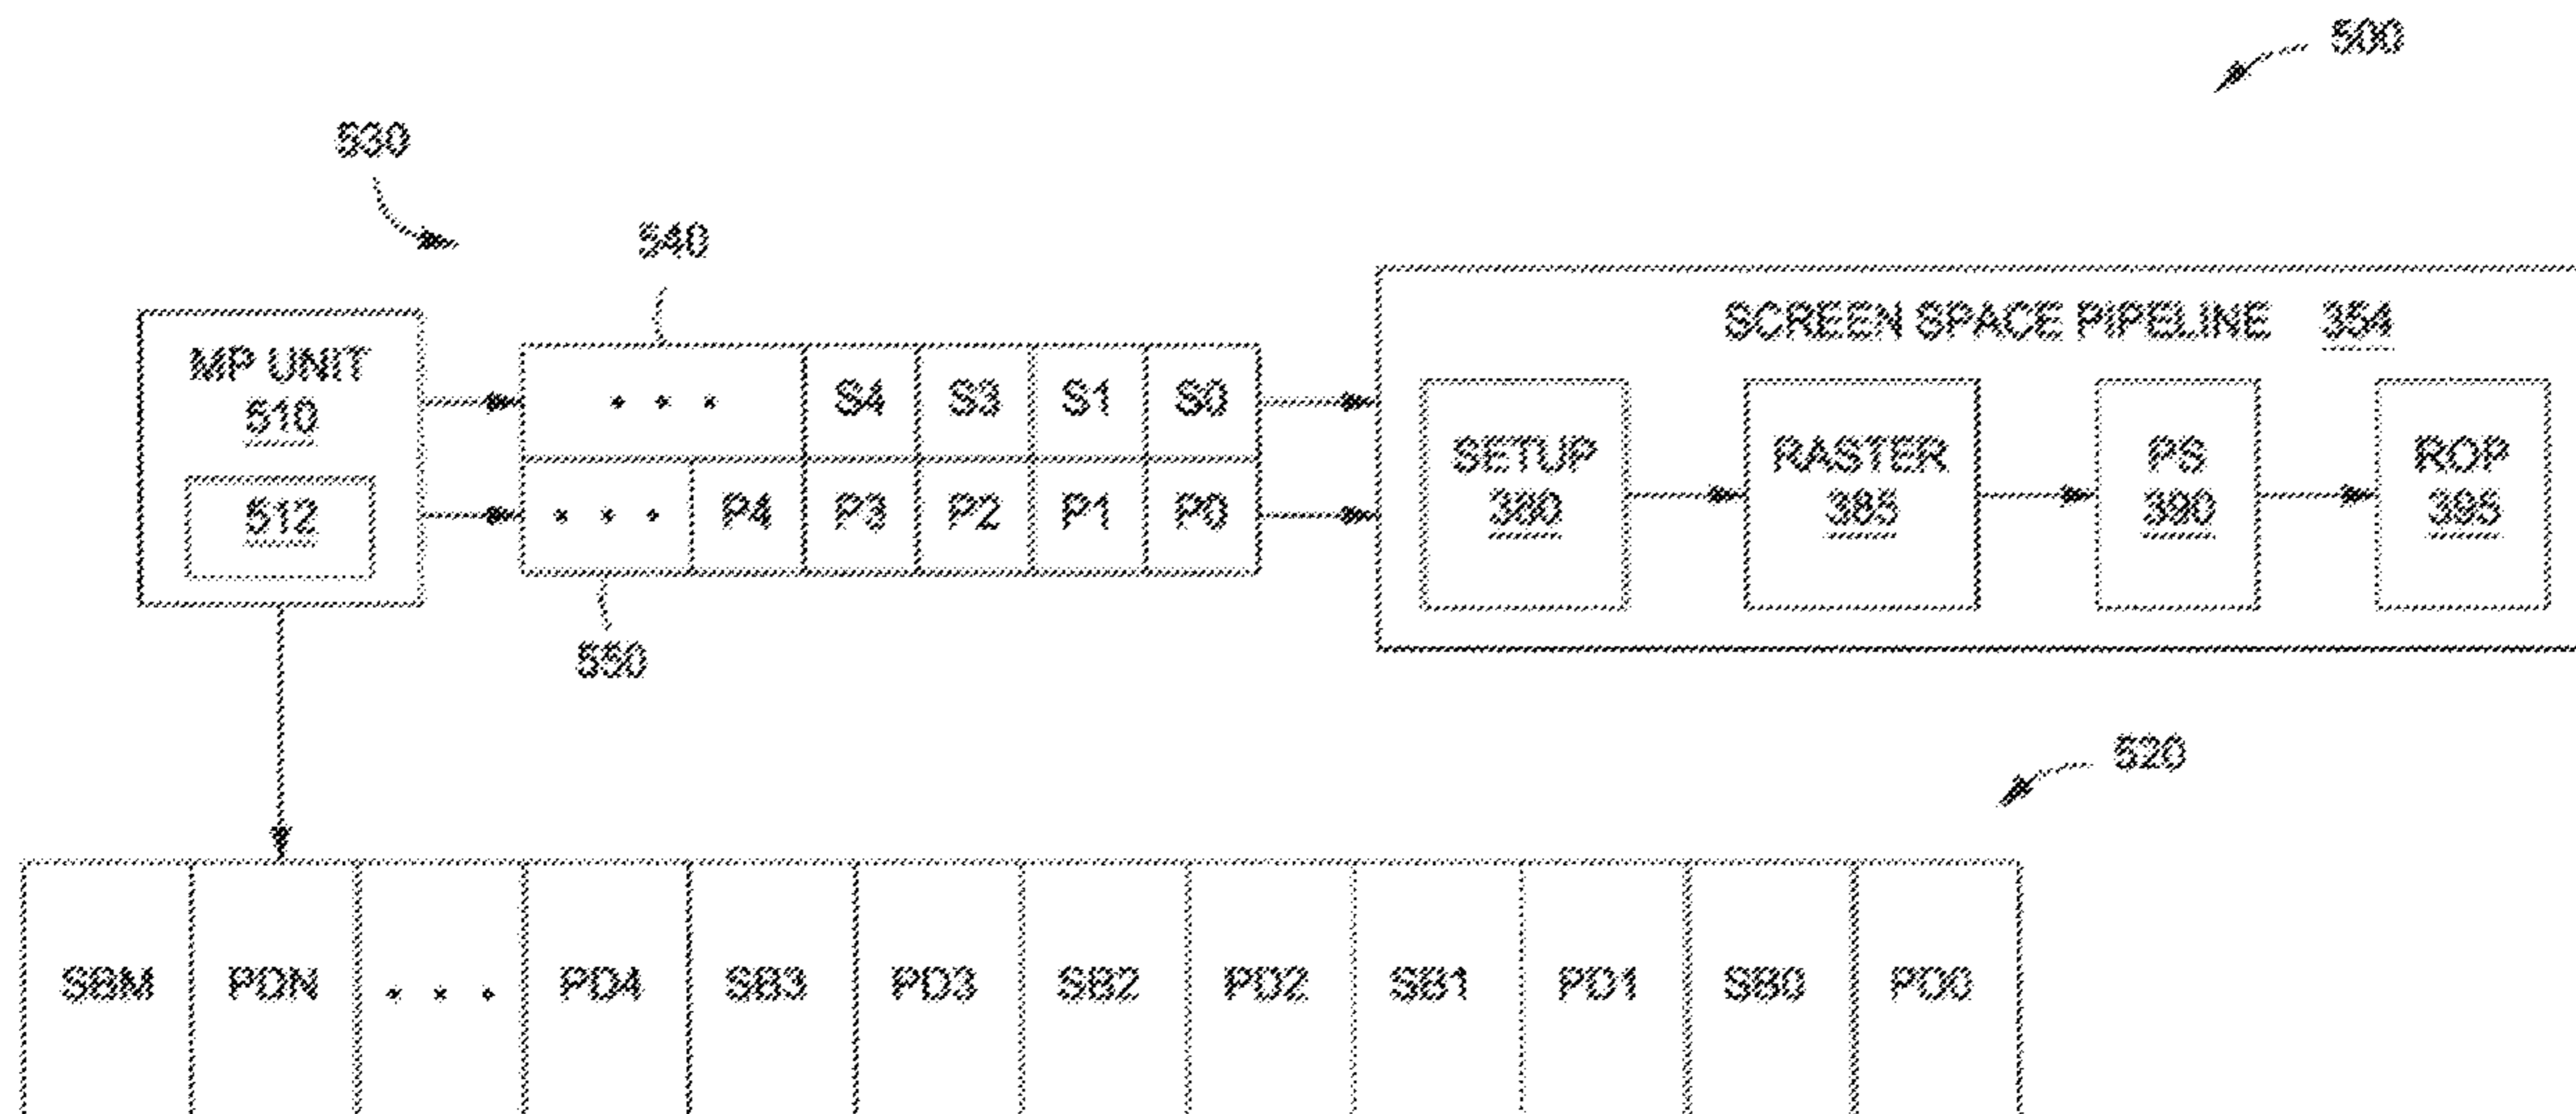 500
530
540
SCREEN SPACE PIPELINE 354
MP UNIT
510
512
. . . S4 S3 S1 S0
. . . P4 P3 P2 P1 P0
SETUP
380
RASTER
385
PS
390
ROP
395
550
520
SBM PDN . . . PD4 SB3 PD3 SB2 PD2 SB1 PD1 SB0 PD0